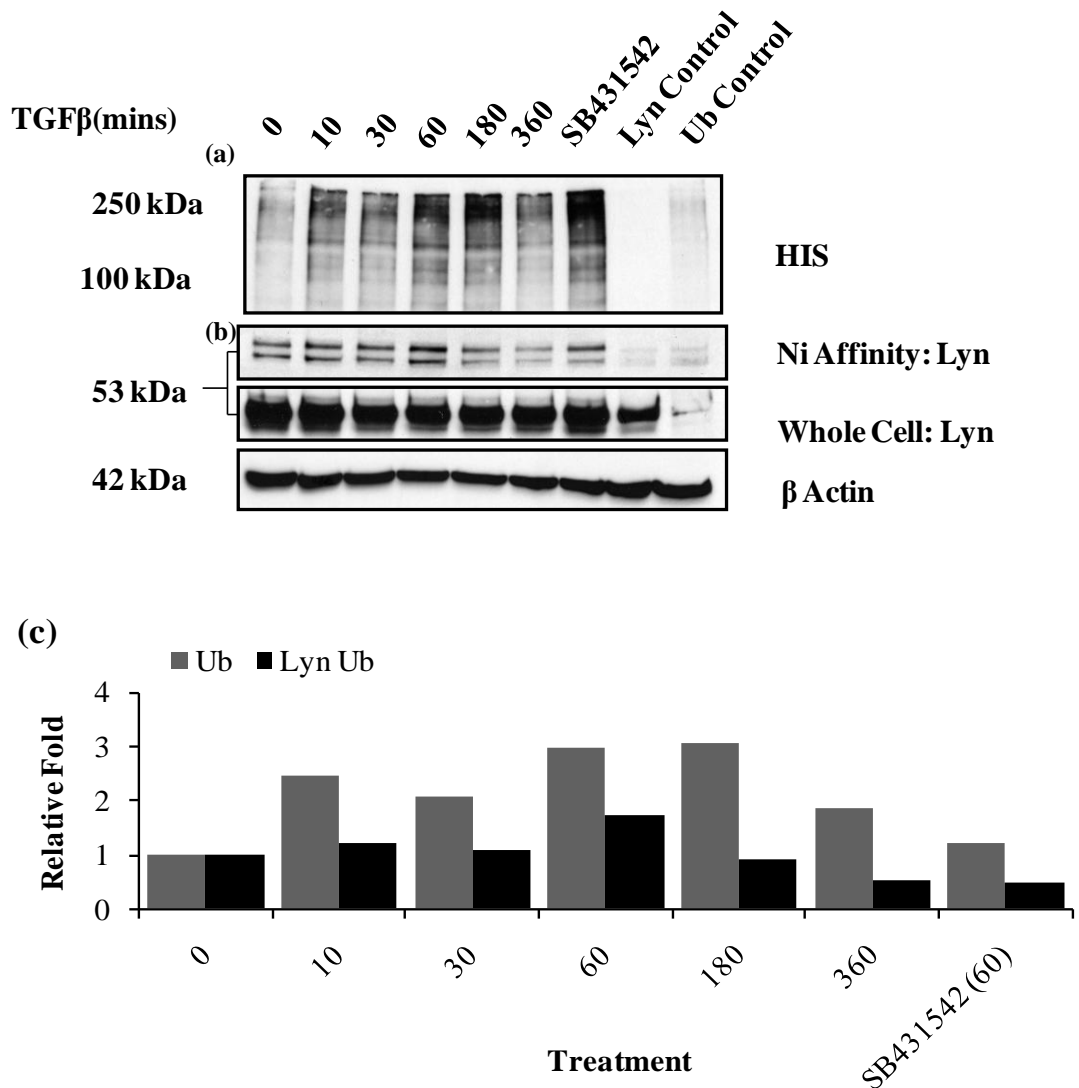 TGFβ(mins) 0 10 30 60 180 360 SB431542 Lyn Control Ub Control
(a)
250 kDa
100 kDa
HIS
(b)
Ni Affinity: Lyn
53 kDa
Whole Cell: Lyn
42 kDa
β Actin
(c)
Ub Lyn Ub
4
3
2
1
0
Relative Fold
0 10 30 60 180 360 SB431542 (60)
Treatment